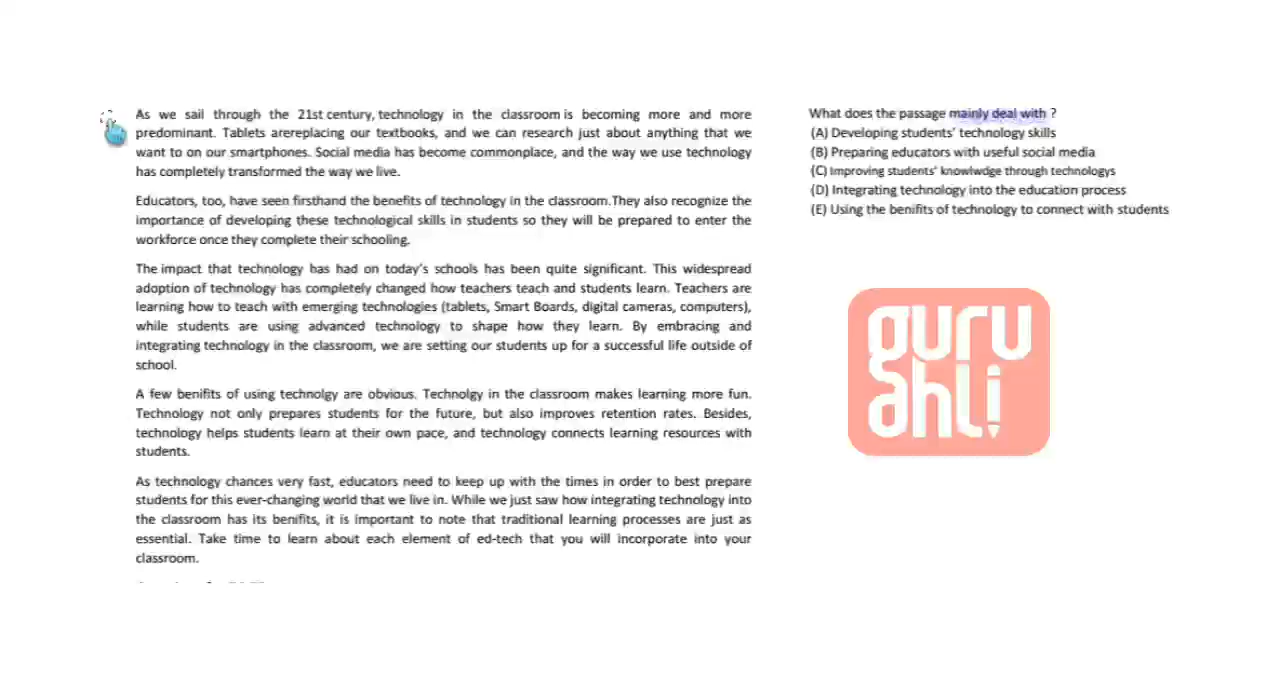 As we sail through the 21st century, technology in the classroom is becoming more and more
predominant. Tablets arereplacing our textbooks, and we can research just about anything that we
want to on our smartphones. Social media has become commonplace, and the way we use technology
has completely transformed the way we live.
Educators, too, have seen firsthand the benefits of technology in the classroom.They also recognize the
importance of developing these technological skills in students so they will be prepared to enter the
workforce once they complete their schooling.
The impact that technology has had on today's schools has been quite significant. This widespread
adoption of technology has completely changed how teachers teach and students learn. Teachers are
learning how to teach with emerging technologies (tablets, Smart Boards, digital cameras, computers),
while students are using advanced technology to shape how they learn. By embracing and
integrating technology in the classroom, we are setting our students up for a successful life outside of
school.
A few benifits of using technolgy are obvious. Technolgy in the classroom makes learning more fun.
Technology not only prepares students for the future, but also improves retention rates. Besides,
technology helps students learn at their own pace, and technology connects learning resources with
students.
As technology chances very fast, educators need to keep up with the times in order to best prepare
students for this ever-changing world that we live in. While we just saw how integrating technology into
the classroom has its benifits, it is important to note that traditional learning processes are just as
essential. Take time to learn about each element of ed-tech that you will incorporate into your
classroom.
What does the passage mainly deal with ?
(A) Developing students' technology skills
(B) Preparing educators with useful social media
(C) Improving students' knowlwdge through technologys
(D) Integrating technology into the education process
(E) Using the benifits of technology to connect with students
guru
ahli